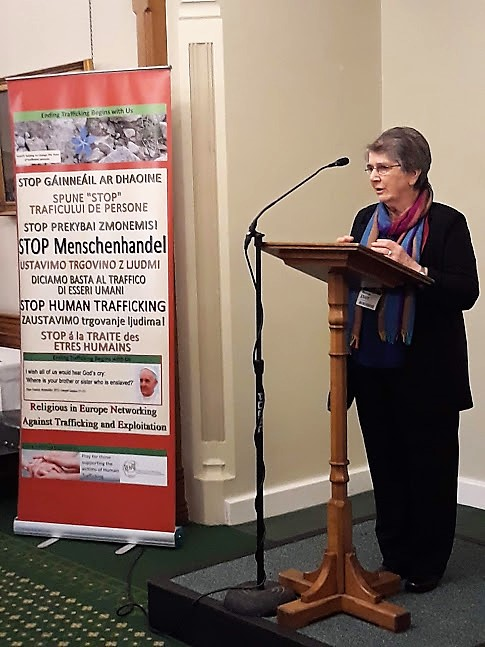 Ending Trafficking Begins with Us
STOP GÁINNEÁIL AR DHAOINE
SPUNE "STOP"
TRAFICULUI DE PERSONE
STOP PREKYBAI ZMONEMIS!
STOP Menschenhandel
USTAVIMO TRGOVINO Z LJUDMI
DICIAMO BASTA AL TRAFFICO
DI ESSERI UMANI
STOP HUMAN TRAFFICKING
ZAUSTAVIMO trgovanje ljudima!
STOP á la TRAITE des
ETRES HUMAINS
Ending Trafficking Begins with Us
I wish all of us would hear God's cry:
'Where is your brother or sister who is enslaved?'
Religious in Europe Networking
Against Trafficking and Exploitation
Pray for those
supporting the
victims of Human
Trafficking